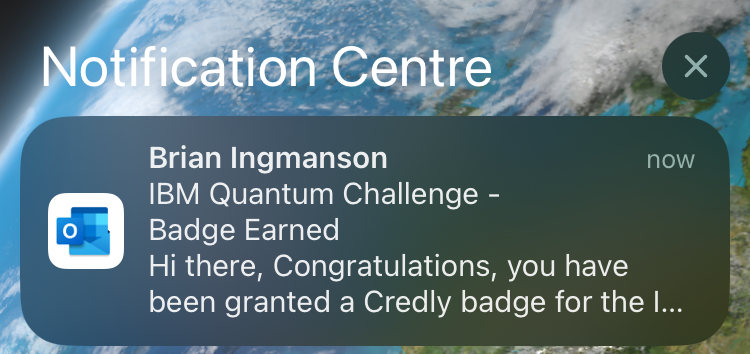 Notification Centre
Brian Ingmanson now
IBM Quantum Challenge -
Badge Earned
Hi there, Congratulations, you have
been granted a Credly badge for the I...